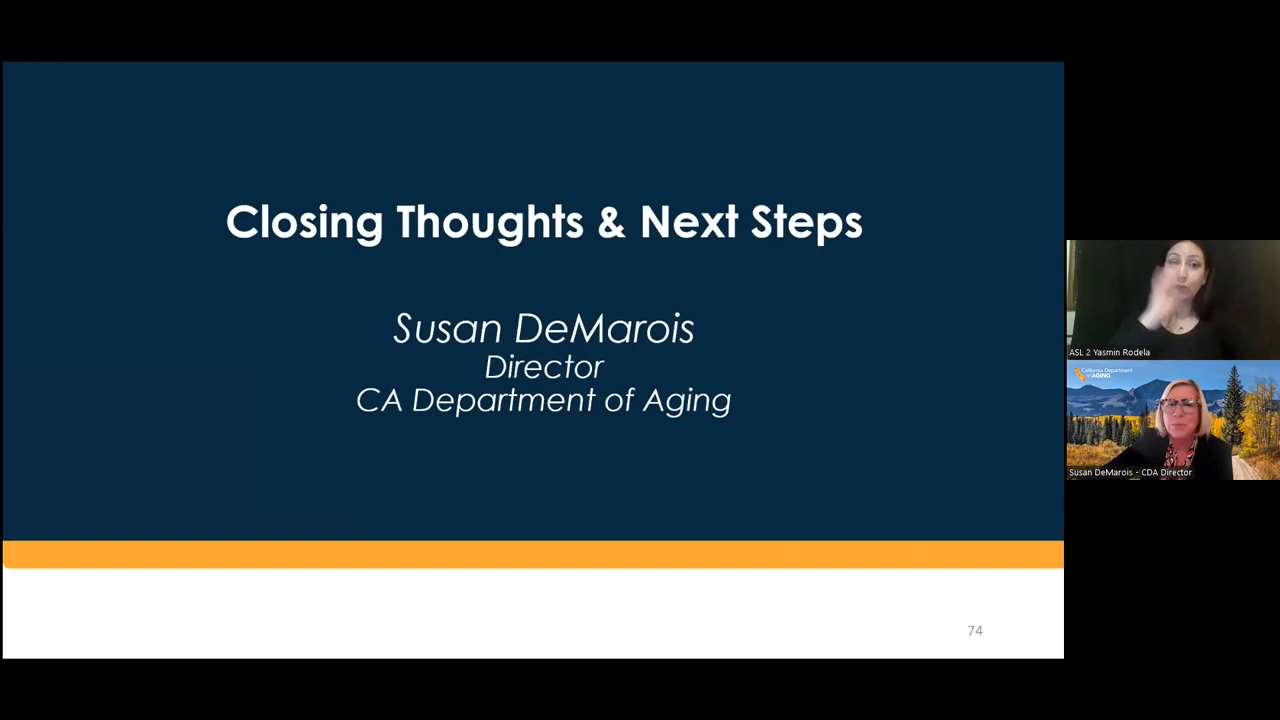 Closing Thoughts & Next Steps
Susan DeMarois
Director
CA Department of Aging
74
ASL 2 Yasmin Rodela
California Department
of AGING
Susan DeMarois - CDA Director